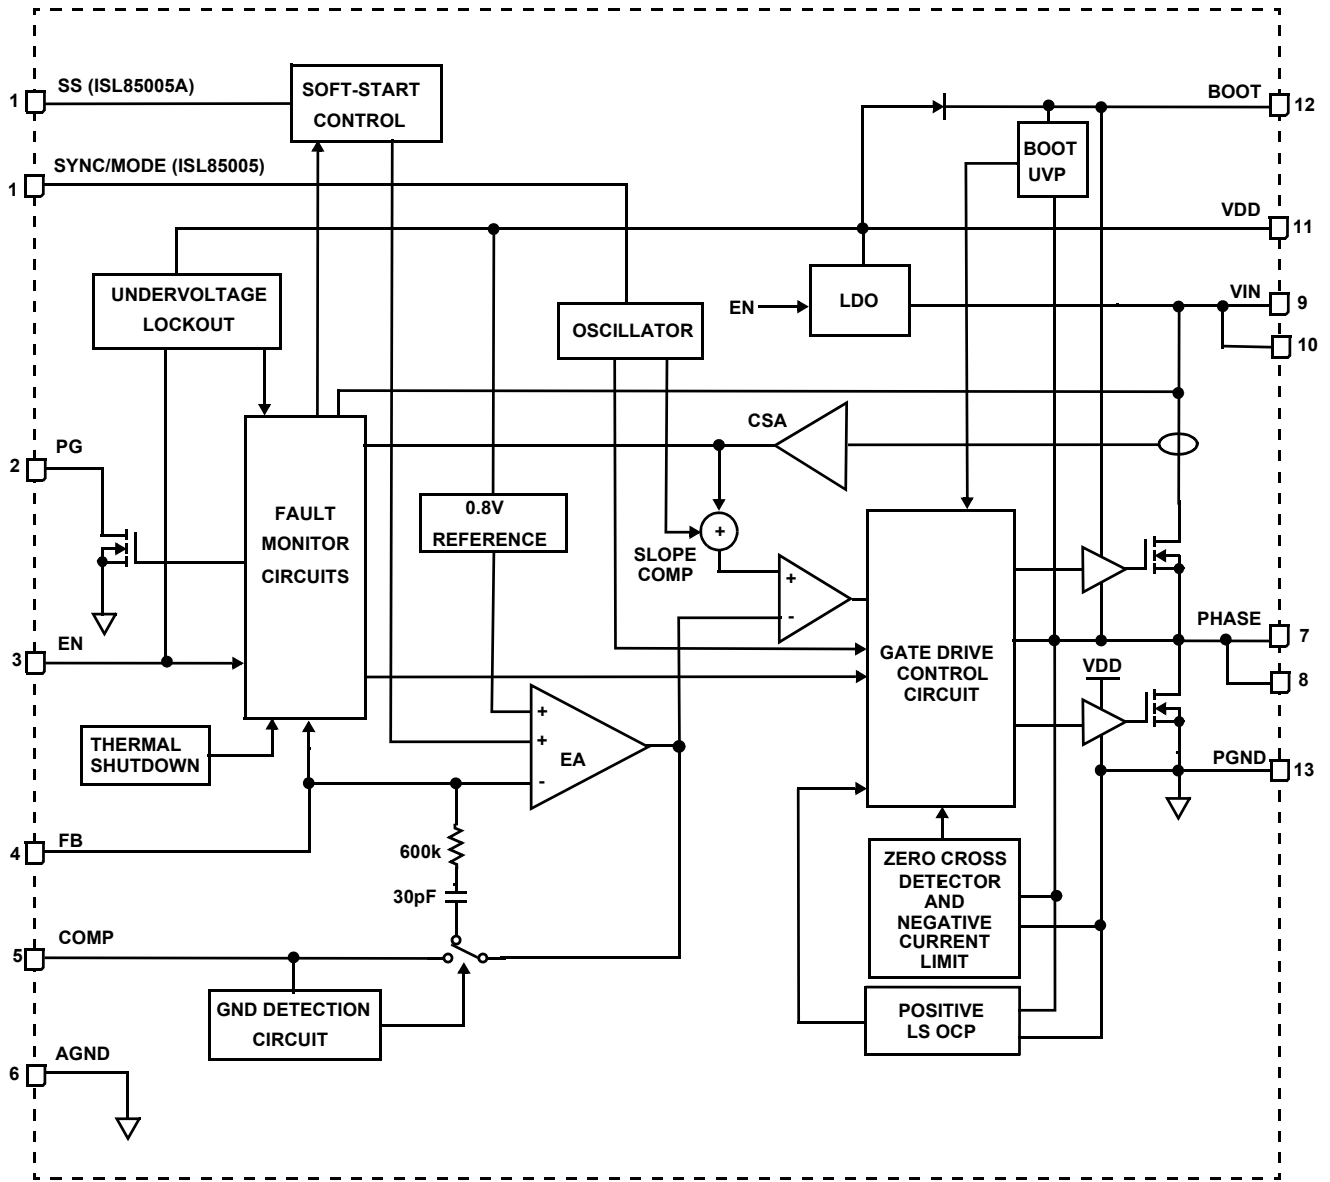 SS (ISL85005A)
1
SOFT-START
CONTROL
BOOT
12
SYNC/MODE (ISL85005)
1
BOOT
UVP
VDD
11
UNDERVOLTAGE
LOCKOUT
EN
LDO
VIN
9
10
OSCILLATOR
CSA
PG
2
FAULT
MONITOR
CIRCUITS
0.8V
REFERENCE
+
SLOPE
COMP
+
-
EN
3
GATE DRIVE
CONTROL
CIRCUIT
PHASE
7
8
VDD
THERMAL
SHUTDOWN
+
+
-
EA
PGND
13
FB
4
600k
30pF
ZERO CROSS
DETECTOR
AND
NEGATIVE
CURRENT
LIMIT
COMP
5
GND DETECTION
CIRCUIT
POSITIVE
LS OCP
AGND
6